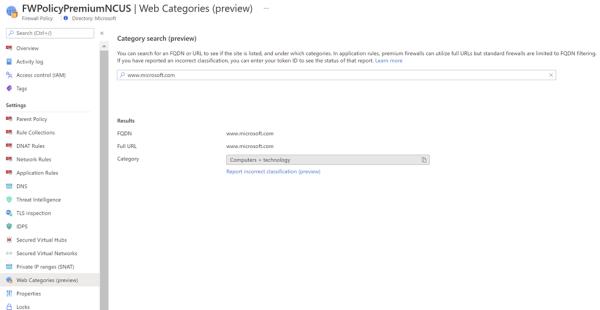 FWPolicyPremiumNCUS | Web Categories (preview) ...
Firewall Policy | Directory: Microsoft
Search (Ctrl+/)
Overview
Activity log
Access control (IAM)
Tags
Settings
Parent Policy
Rule Collections
DNAT Rules
Network Rules
Application Rules
DNS
Threat Intelligence
TLS inspection
IDPS
Secured Virtual Hubs
Secured Virtual Networks
Private IP ranges (SNAT)
Web Categories (preview)
Properties
Locks
Category search (preview)
You can search for an FQDN or URL to see if the site is listed, and under which categories. In application rules, premium firewalls can utilize full URLs but standard firewalls are limited to FQDN filtering.
If you have reported an incorrect classification, you can enter your token ID to see the status of that report. Learn more
www.microsoft.com
Results
FQDN www.microsoft.com
Full URL www.microsoft.com
Category Computers + technology
Report incorrect classification (preview)